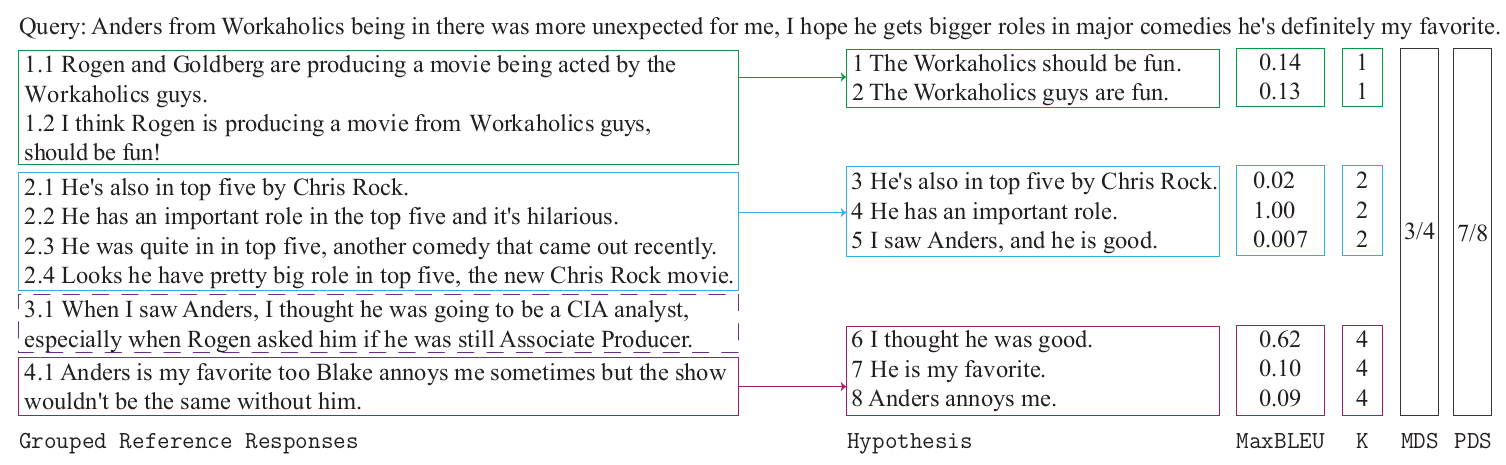 Query: Anders from Workaholics being in there was more unexpected for me, I hope he gets bigger roles in major comedies he's definitely my favorite.
1.1 Rogen and Goldberg are producing a movie being acted by the
Workaholics guys.
1.2 I think Rogen is producing a movie from Workaholics guys,
should be fun!
2.1 He's also in top five by Chris Rock.
2.2 He has an important role in the top five and it's hilarious.
2.3 He was quite in in top five, another comedy that came out recently.
2.4 Looks he have pretty big role in top five, the new Chris Rock movie.
3.1 When I saw Anders, I thought he was going to be a CIA analyst,
especially when Rogen asked him if he was still Associate Producer.
4.1 Anders is my favorite too Blake annoys me sometimes but the show
wouldn't be the same without him.
Grouped Reference Responses
1 The Workaholics should be fun.
2 The Workaholics guys are fun.
3 He's also in top five by Chris Rock.
4 He has an important role.
5 I saw Anders, and he is good.
6 I thought he was good.
7 He is my favorite.
8 Anders annoys me.
Hypothesis
0.14
0.13
0.02
1.00
0.007
0.62
0.10
0.09
MaxBLEU
1
1
2
2
2
4
4
4
K
3/4
MDS
7/8
PDS